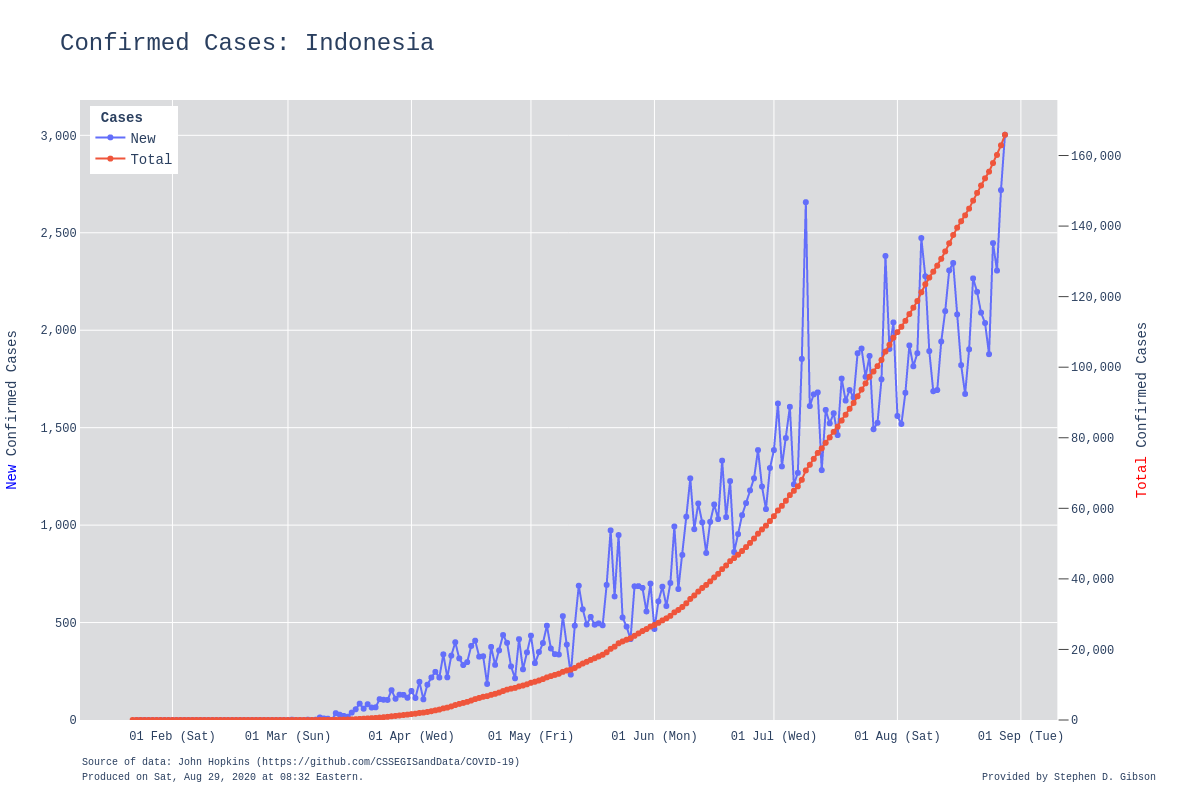 Confirmed Cases: Indonesia
Cases
New
Total
3,000
2,500
2,000
1,500
1,000
500
0
160,000
140,000
120,000
100,000
80,000
60,000
40,000
20,000
0
New Confirmed Cases
Total Confirmed Cases
01 Feb (Sat)
01 Mar (Sun)
01 Apr (Wed)
01 May (Fri)
01 Jun (Mon)
01 Jul (Wed)
01 Aug (Sat)
01 Sep (Tue)
Source of data: John Hopkins (https://github.com/CSSEGISandData/COVID-19)
Produced on Sat, Aug 29, 2020 at 08:32 Eastern.
Provided by Stephen D. Gibson